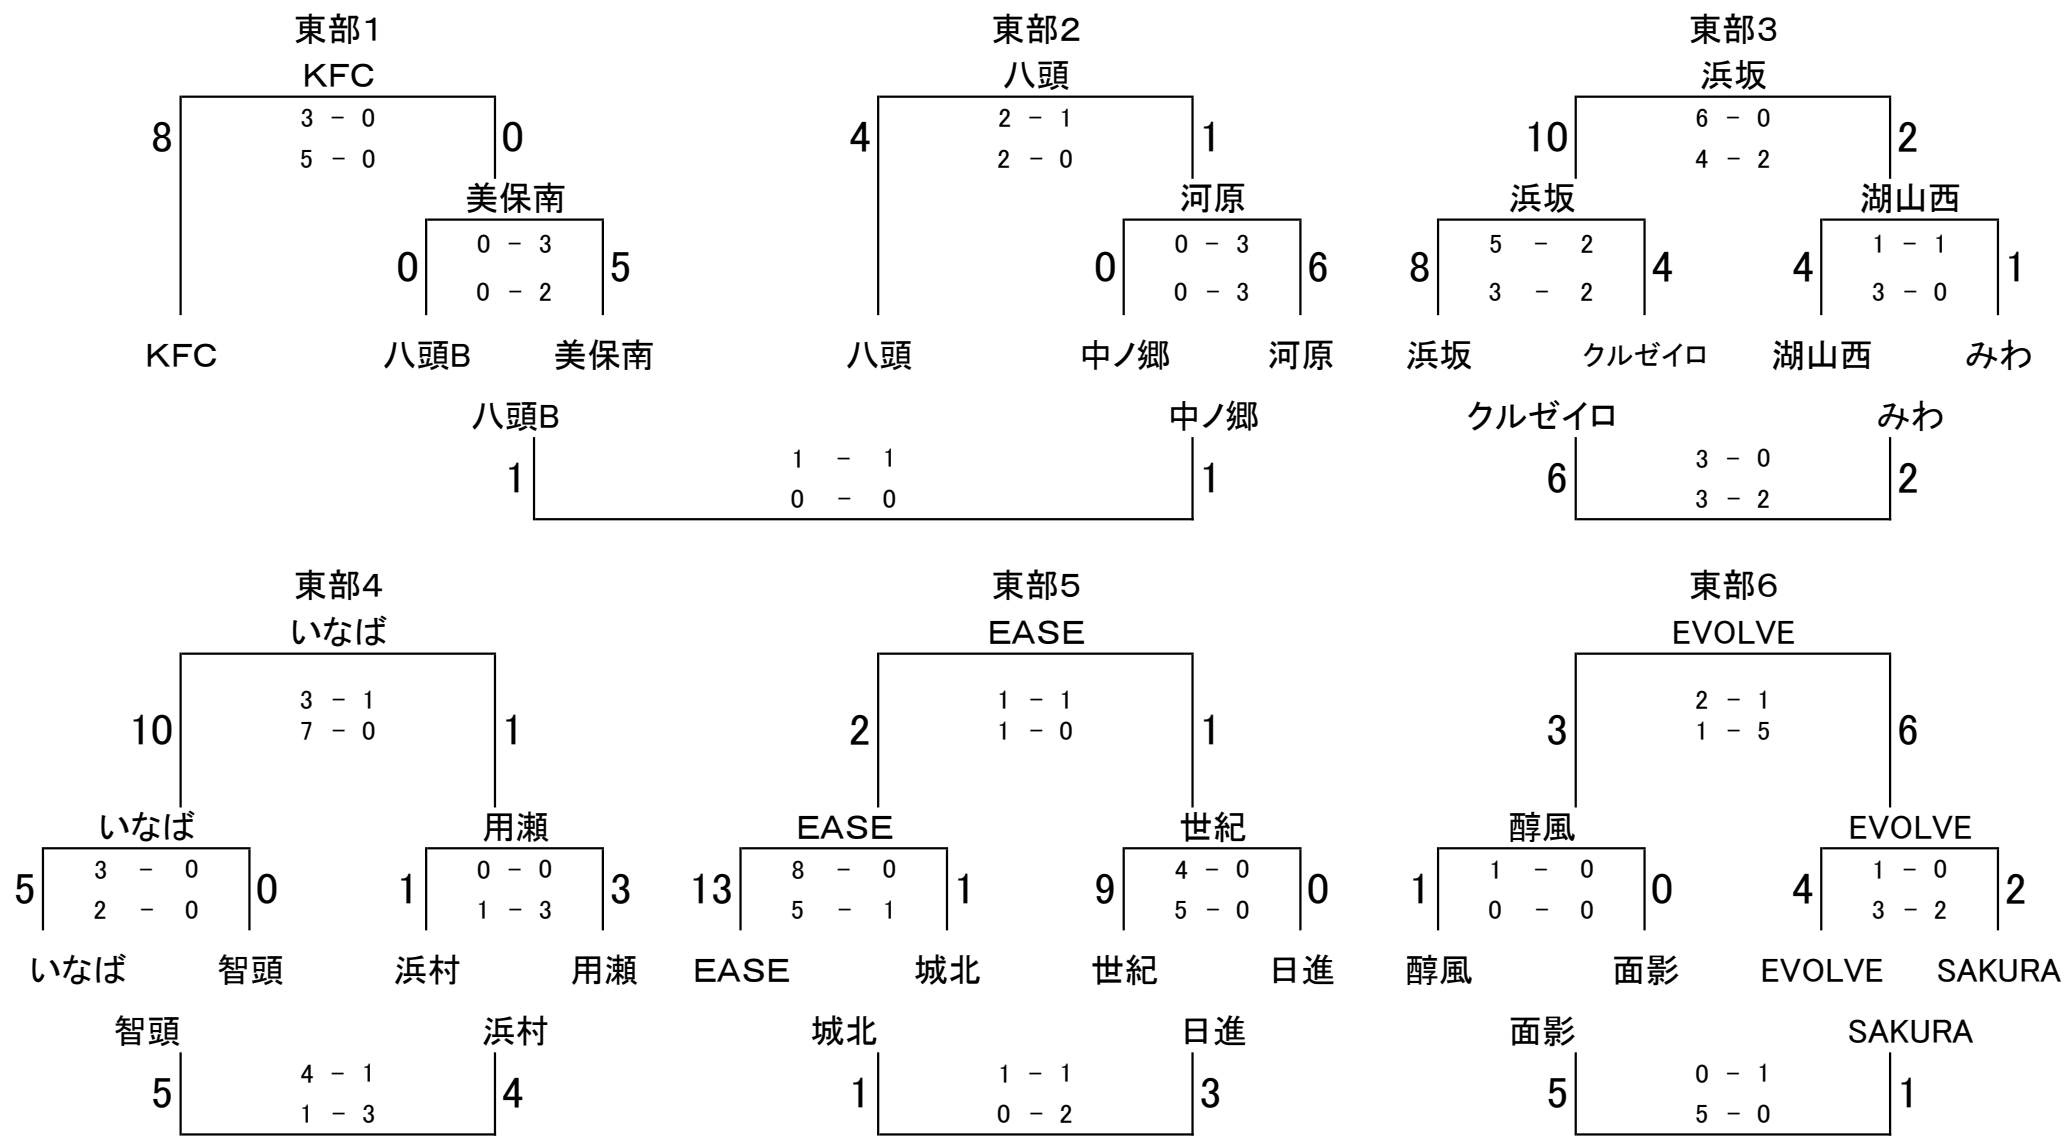 東部1 東部2 東部3
KFC 八頭 浜坂
3 - 0 2 - 1 6 - 0
8 0 4 1 10 2
5 - 0 2 - 0 4 - 2
美保南 河原 浜坂 湖山西
0 - 3 0 - 3 5 - 2 1 - 1
0 5 0 6 8 4 4 1
0 - 2 0 - 3 3 - 2 3 - 0
KFC 八頭B 美保南 八頭 中ノ郷 河原 浜坂 クルゼイロ 湖山西 みわ
八頭B 中ノ郷 クルゼイロ みわ
1 - 1 3 - 0
1 1 6 2
0 - 0 3 - 2
東部4 東部5 東部6
いなば EASE EVOLVE
3 - 1 1 - 1 2 - 1
10 7 - 0 1 2 1 - 0 1 3 1 - 5 6
いなば 用瀬 EASE 世紀 醇風 EVOLVE
3 - 0 0 - 0 8 - 0 4 - 0 1 - 0 1 - 0
5 0 1 3 13 1 9 0 1 0 4 2
2 - 0 1 - 3 5 - 1 5 - 0 0 - 0 3 - 2
いなば 智頭 浜村 用瀬 EASE 城北 世紀 日進 醇風 面影 EVOLVE SAKURA
智頭 浜村 城北 日進 面影 SAKURA
4 - 1 1 - 1 0 - 1
5 4 1 3 5 1
1 - 3 0 - 2 5 - 0